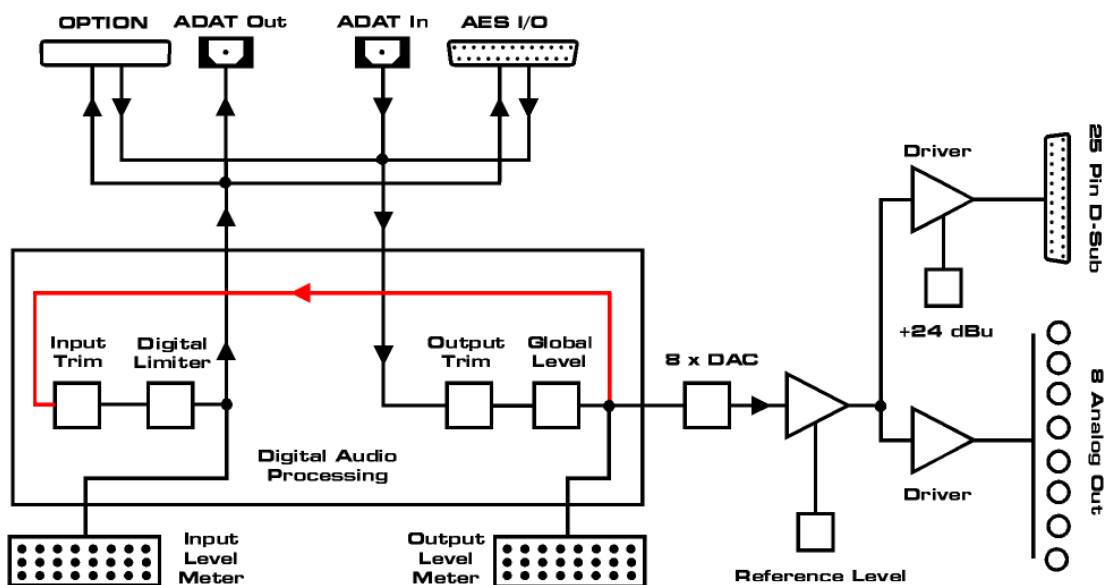 OPTION
ADAT Out
ADAT In
AES I/O
Driver
25 Pin D-Sub
+24 dBu
Input
Trim
Digital
Limiter
Output
Trim
Global
Level
8 x DAC
Digital Audio
Processing
Driver
8 Analog Out
Input
Level
Meter
Output
Level
Meter
Reference Level